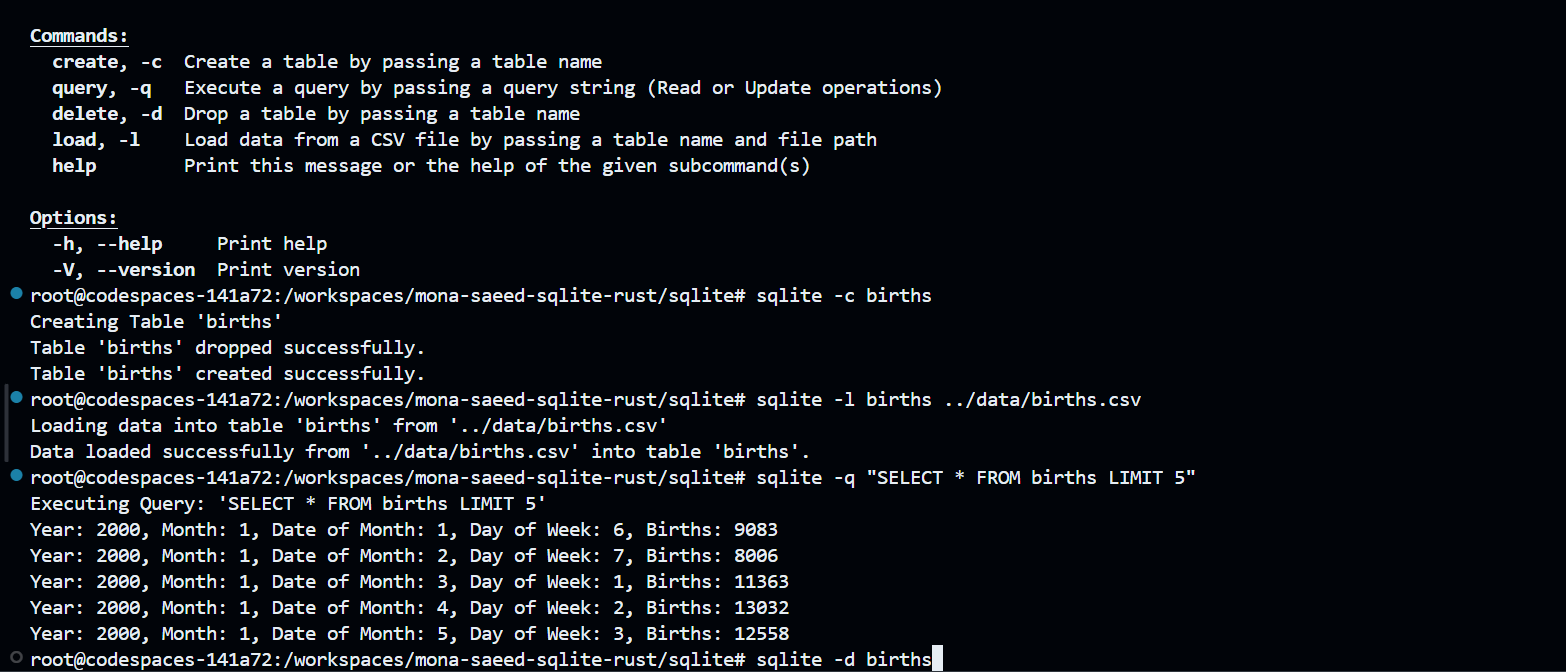 Commands:
create, -c  Create a table by passing a table name
query, -q   Execute a query by passing a query string (Read or Update operations)
delete, -d  Drop a table by passing a table name
load, -l    Load data from a CSV file by passing a table name and file path
help        Print this message or the help of the given subcommand(s)
Options:
-h, --help     Print help
-V, --version  Print version
root@codespaces-141a72:/workspaces/mona-saeed-sqlite-rust/sqlite# sqlite -c births
Creating Table 'births'
Table 'births' dropped successfully.
Table 'births' created successfully.
root@codespaces-141a72:/workspaces/mona-saeed-sqlite-rust/sqlite# sqlite -l births ../data/births.csv
Loading data into table 'births' from '../data/births.csv'
Data loaded successfully from '../data/births.csv' into table 'births'.
root@codespaces-141a72:/workspaces/mona-saeed-sqlite-rust/sqlite# sqlite -q "SELECT * FROM births LIMIT 5"
Executing Query: 'SELECT * FROM births LIMIT 5'
Year: 2000, Month: 1, Date of Month: 1, Day of Week: 6, Births: 9083
Year: 2000, Month: 1, Date of Month: 2, Day of Week: 7, Births: 8006
Year: 2000, Month: 1, Date of Month: 3, Day of Week: 1, Births: 11363
Year: 2000, Month: 1, Date of Month: 4, Day of Week: 2, Births: 13032
Year: 2000, Month: 1, Date of Month: 5, Day of Week: 3, Births: 12558
root@codespaces-141a72:/workspaces/mona-saeed-sqlite-rust/sqlite# sqlite -d births